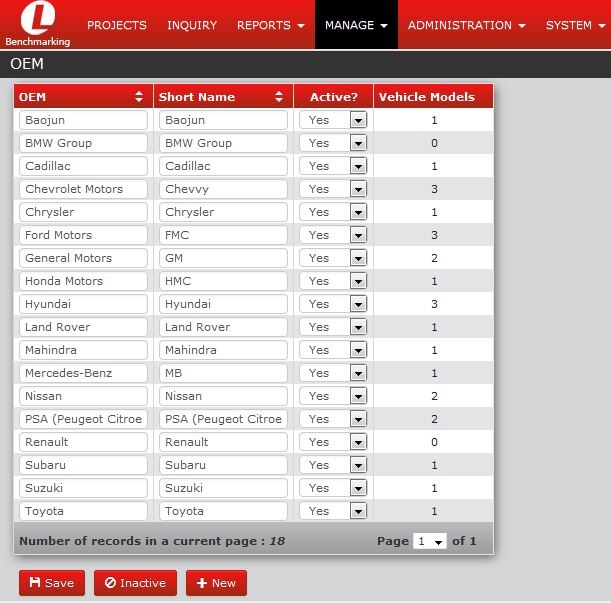 L
Benchmarking
PROJECTS INQUIRY REPORTS MANAGE ADMINISTRATION SYSTEM
OEM
OEM Short Name Active? Vehicle Models
Baojun Baojun Yes 1
BMW Group BMW Group Yes 0
Cadillac Cadillac Yes 1
Chevrolet Motors Chevvy Yes 3
Chrysler Chrysler Yes 1
Ford Motors FMC Yes 3
General Motors GM Yes 2
Honda Motors HMC Yes 1
Hyundai Hyundai Yes 3
Land Rover Land Rover Yes 1
Mahindra Mahindra Yes 1
Mercedes-Benz MB Yes 1
Nissan Nissan Yes 2
PSA (Peugeot Citroe PSA (Peugeot Citroe Yes 2
Renault Renault Yes 0
Subaru Subaru Yes 1
Suzuki Suzuki Yes 1
Toyota Toyota Yes 1
Number of records in a current page : 18 Page 1 of 1
Save Inactive New